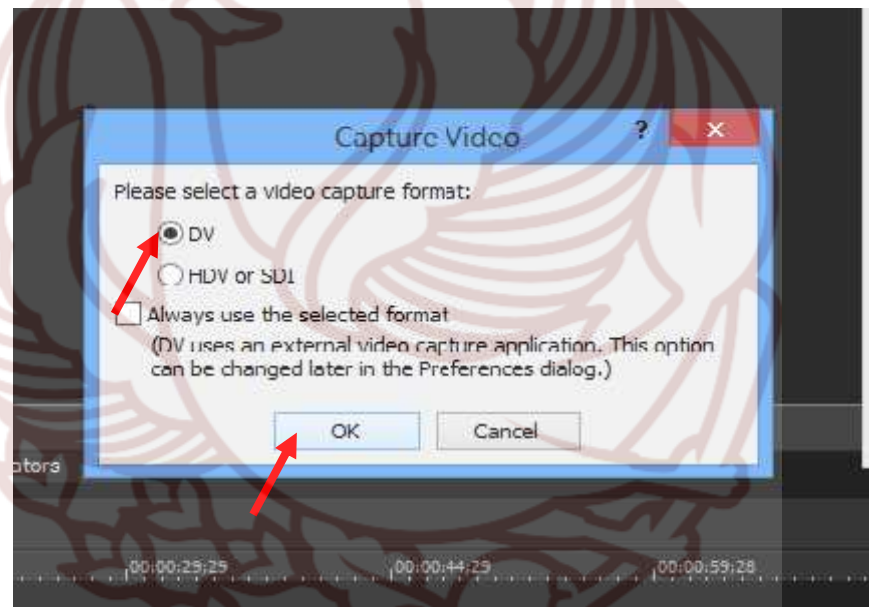 Capture Video
?
Please select a video capture format:
DV
HDV or SDI
Always use the selected format
(DV uses an external video capture application. This option
can be changed later in the Preferences dialog.)
OK
Cancel
ators
00:00:29:29
00:00:44:29
00:00:59:28